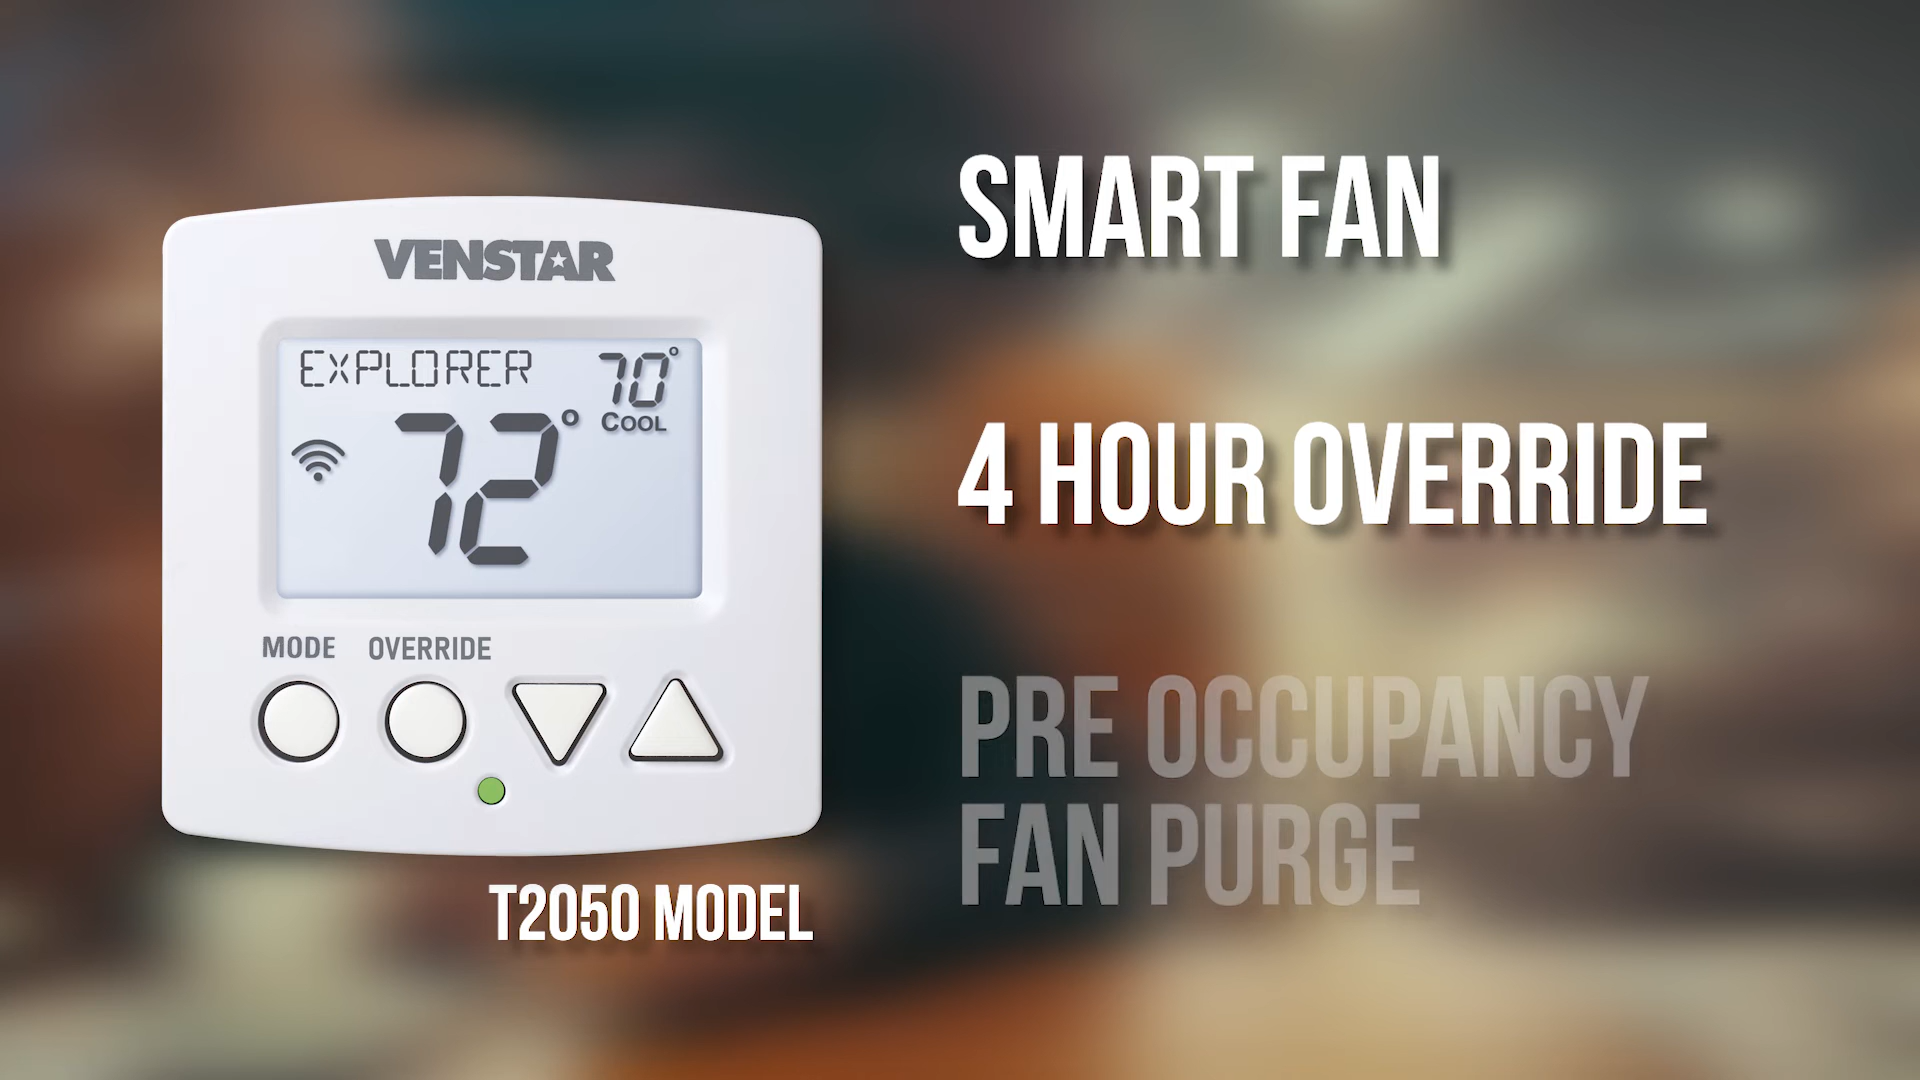 VENSTAR
EXPLORER
70°
COOL
72°
MODE OVERRIDE
T2050 MODEL
SMART FAN
4 HOUR OVERRIDE
PRE OCCUPANCY
FAN PURGE